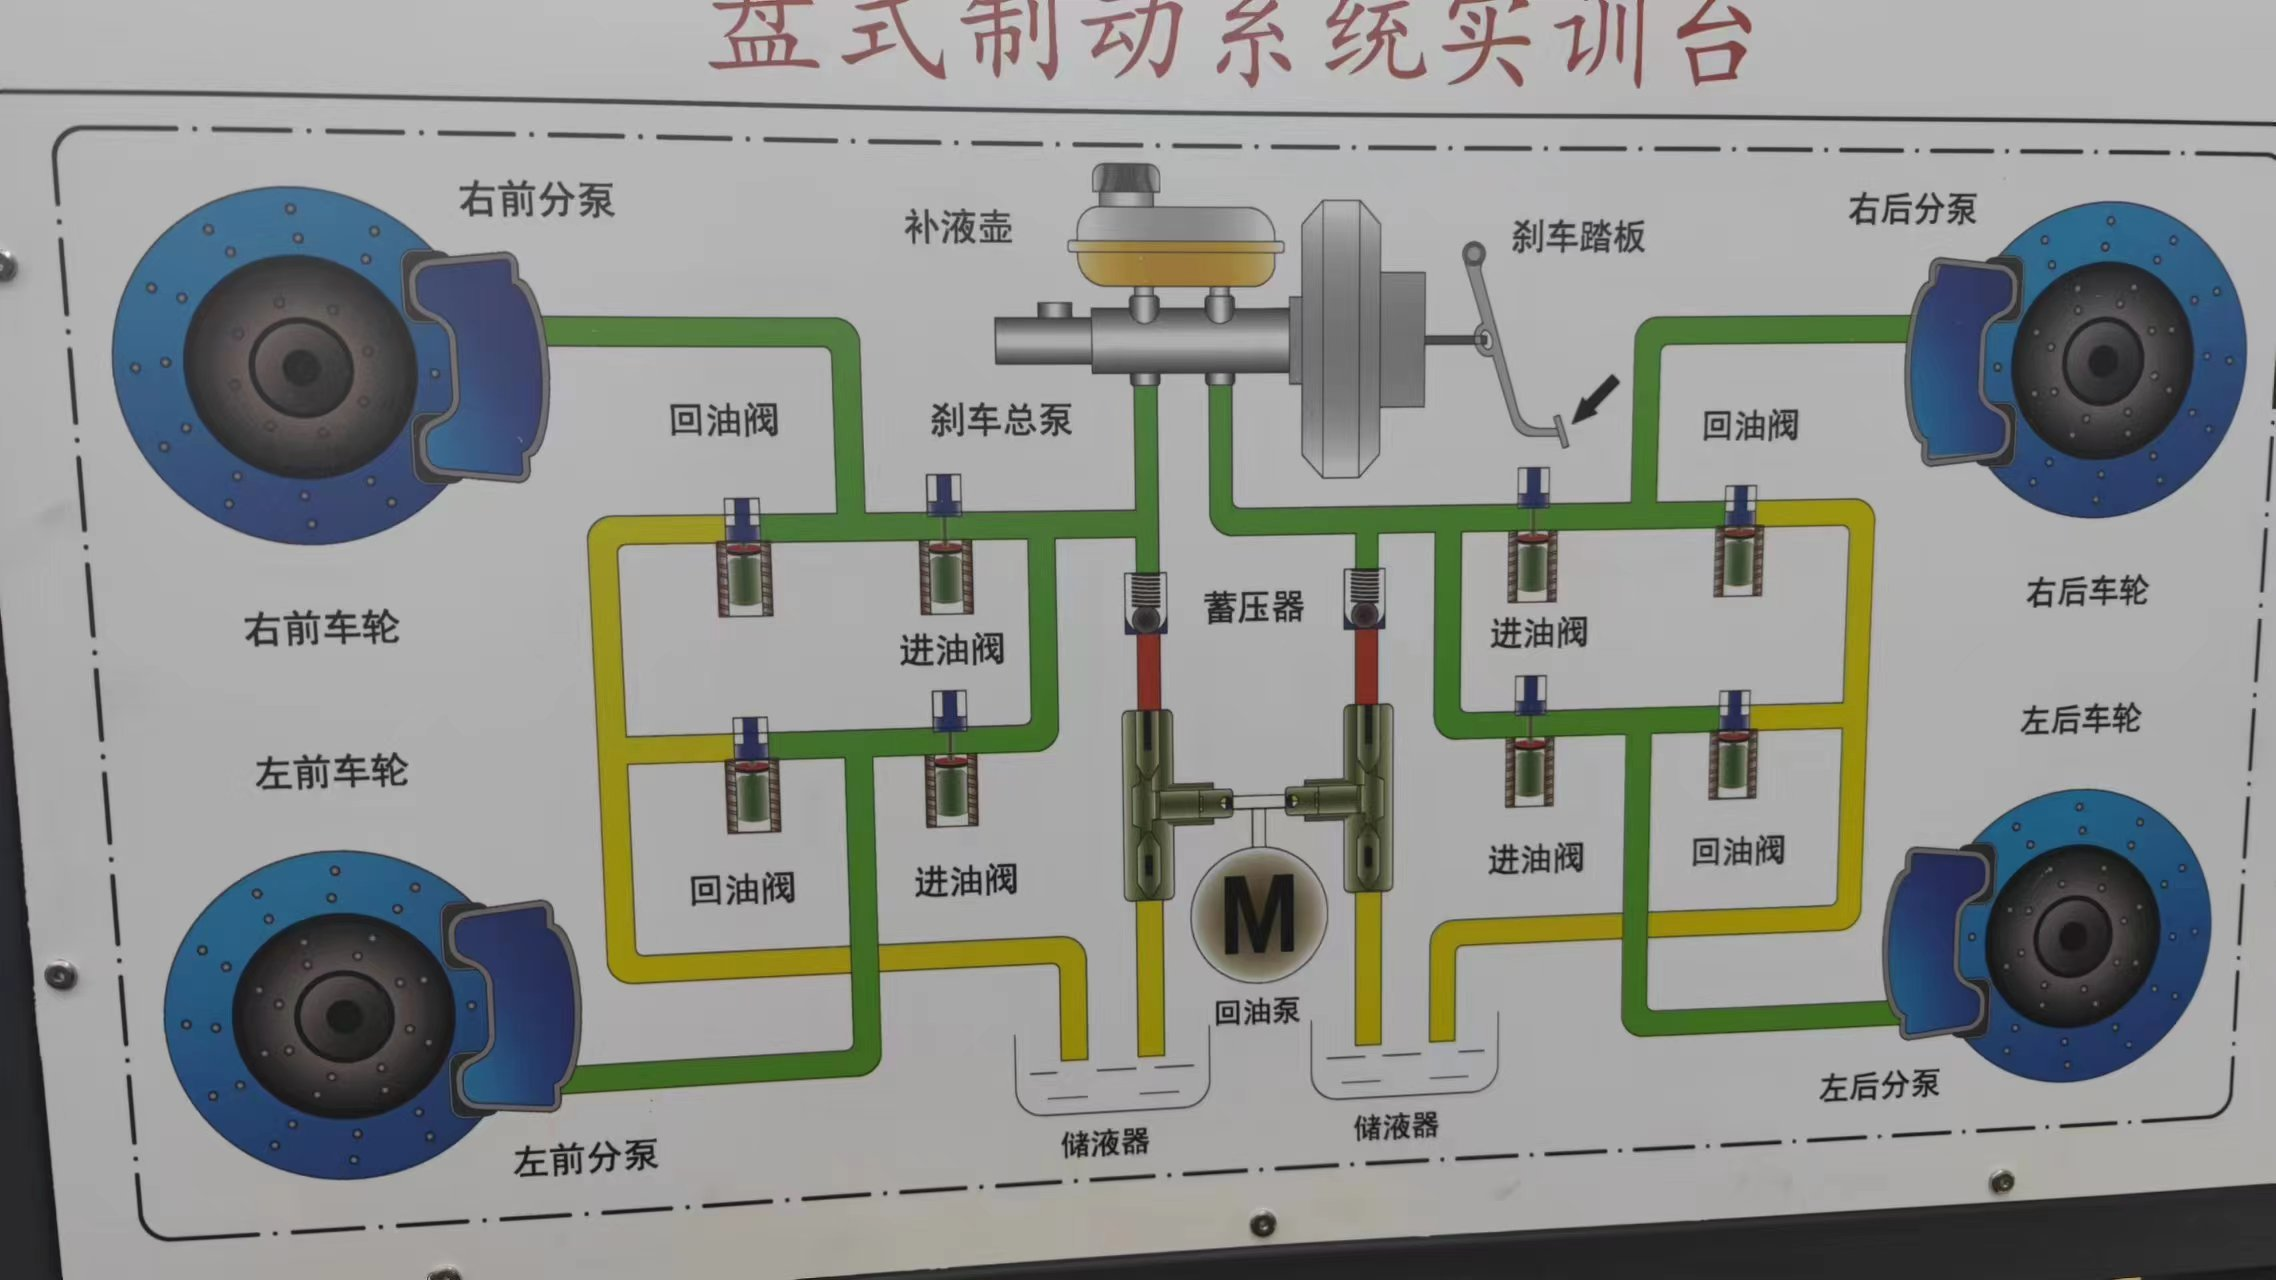 盘式制动系统实训台
右前分泵
补液壶
刹车踏板
右后分泵
回油阀
刹车总泵
回油阀
右前车轮
进油阀
蓄压器
进油阀
右后车轮
左前车轮
左后车轮
回油阀
进油阀
M
进油阀
回油阀
回油泵
左前分泵
储液器
储液器
左后分泵